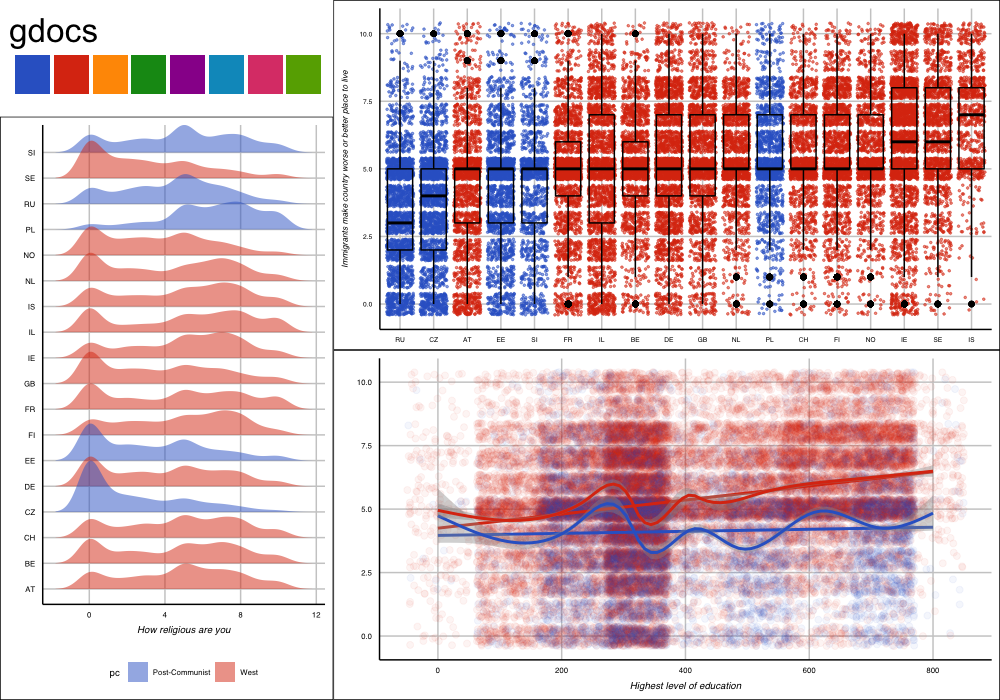 gdocs
SI
SE
RU
PL
NO
NL
IS
IL
IE
GB
FR
FI
EE
DE
CZ
CH
BE
AT
0 4 8 12
How religious are you
pc Post-Communist West
Immigrants make country worse or better place to live
10.0
7.5
5.0
2.5
0.0
RU CZ AT EE SI FR IL BE DE GB NL PL CH FI NO IE SE IS
10.0
7.5
5.0
2.5
0.0
0 200 400 600 800
Highest level of education